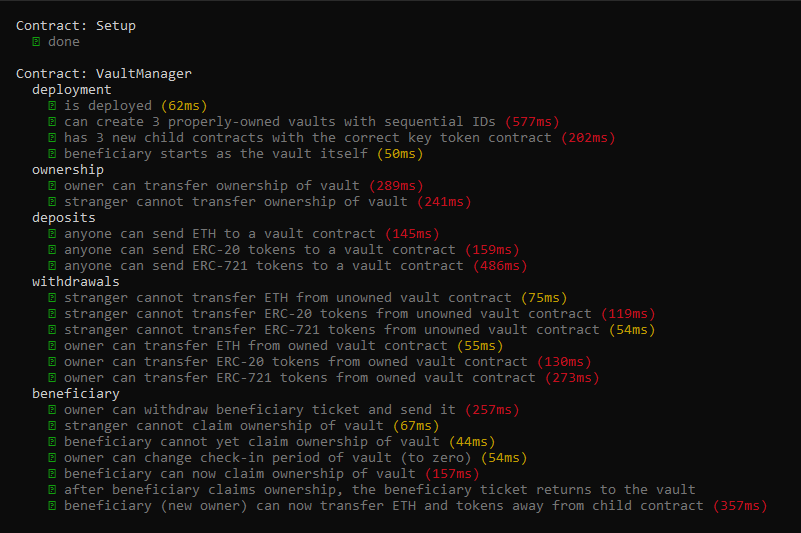 Contract: Setup
done
Contract: VaultManager
deployment
is deployed (62ms)
can create 3 properly-owned vaults with sequential IDs (577ms)
has 3 new child contracts with the correct key token contract (202ms)
beneficiary starts as the vault itself (50ms)
ownership
owner can transfer ownership of vault (289ms)
stranger cannot transfer ownership of vault (241ms)
deposits
anyone can send ETH to a vault contract (145ms)
anyone can send ERC-20 tokens to a vault contract (159ms)
anyone can send ERC-721 tokens to a vault contract (486ms)
withdrawals
stranger cannot transfer ETH from unowned vault contract (75ms)
stranger cannot transfer ERC-20 tokens from unowned vault contract (119ms)
stranger cannot transfer ERC-721 tokens from unowned vault contract (54ms)
owner can transfer ETH from owned vault contract (55ms)
owner can transfer ERC-20 tokens from owned vault contract (130ms)
owner can transfer ERC-721 tokens from owned vault contract (273ms)
beneficiary
owner can withdraw beneficiary ticket and send it (257ms)
stranger cannot claim ownership of vault (67ms)
beneficiary cannot yet claim ownership of vault (44ms)
owner can change check-in period of vault (to zero) (54ms)
beneficiary can now claim ownership of vault (157ms)
after beneficiary claims ownership, the beneficiary ticket returns to the vault
beneficiary (new owner) can now transfer ETH and tokens away from child contract (357ms)